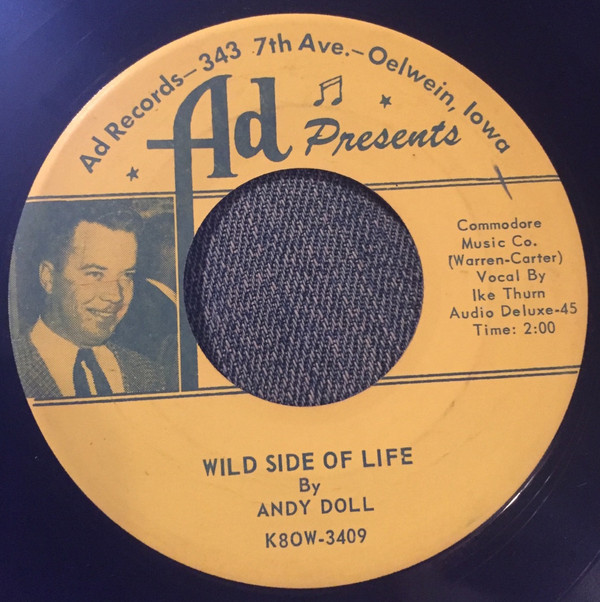 Ad Records—343 7th Ave.—Oelwein, Iowa
Ad Presents
Commodore
Music Co.
(Warren-Carter)
Vocal By
Ike Thurn
Audio Deluxe-45
Time: 2:00
WILD SIDE OF LIFE
By
ANDY DOLL
K8OW-3409